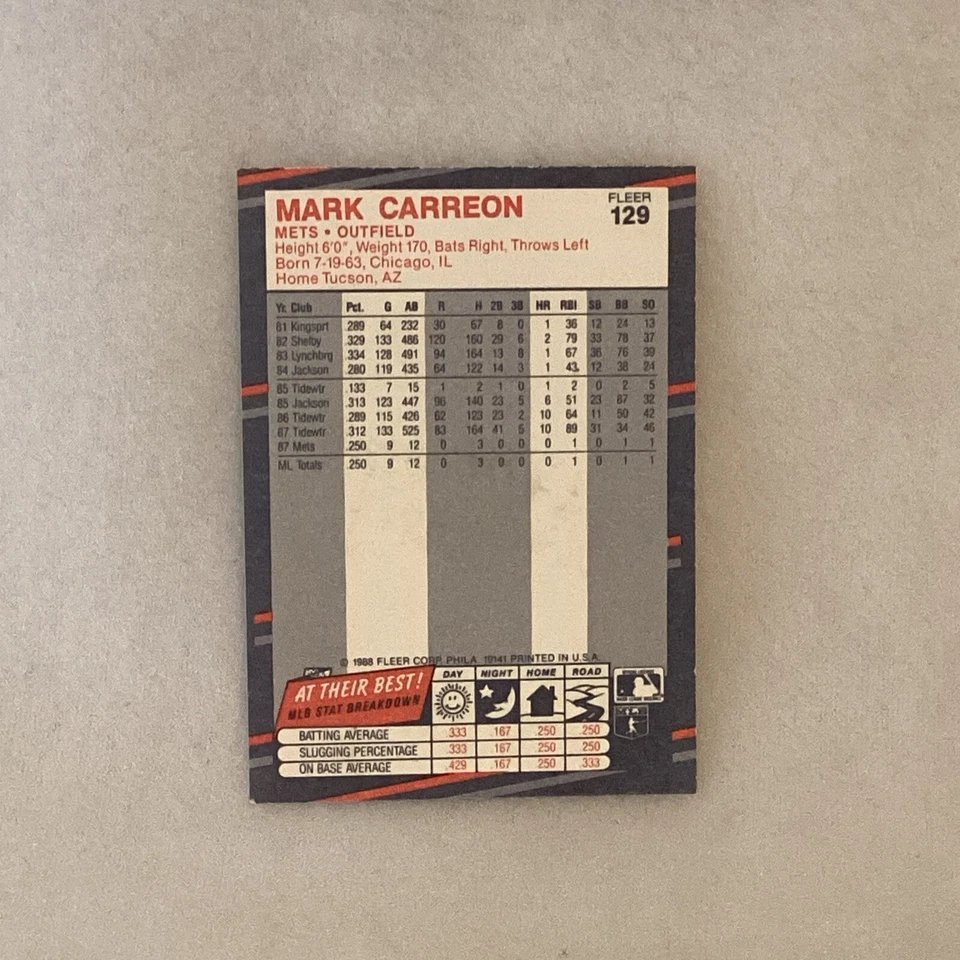 MARK CARREON
FLEER
129
METS • OUTFIELD
Height 6'0", Weight 170, Bats Right, Throws Left
Born 7-19-63, Chicago, IL
Home Tucson, AZ
Yr. Club Pct. G AB R H 2B 3B HR RBI SB BB SO
81 Kingsprt .289 64 232 30 67 8 0 1 36 12 24 13
82 Shelby .329 133 486 120 160 29 6 2 79 33 78 37
83 Lynchbrg .334 128 491 94 164 13 8 1 67 36 76 39
84 Jackson .280 119 435 64 122 14 3 1 43 12 38 24
85 Tidewtr .133 7 15 1 2 1 0 1 2 0 2 5
85 Jackson .313 123 447 96 140 23 5 6 51 23 87 32
86 Tidewtr .289 115 426 62 123 23 2 10 64 11 50 42
87 Tidewtr .312 133 525 83 164 41 5 10 89 31 34 46
87 Mets .250 9 12 0 3 0 0 0 1 0 1 1
ML Totals .250 9 12 0 3 0 0 0 1 0 1 1
© 1988 FLEER CORP. PHILA. 19141 PRINTED IN U.S.A.
AT THEIR BEST!
MLB STAT BREAKDOWN
DAY NIGHT HOME ROAD
BATTING AVERAGE .333 .167 .250 .250
SLUGGING PERCENTAGE .333 .167 .250 .250
ON BASE AVERAGE .429 .167 .250 .333